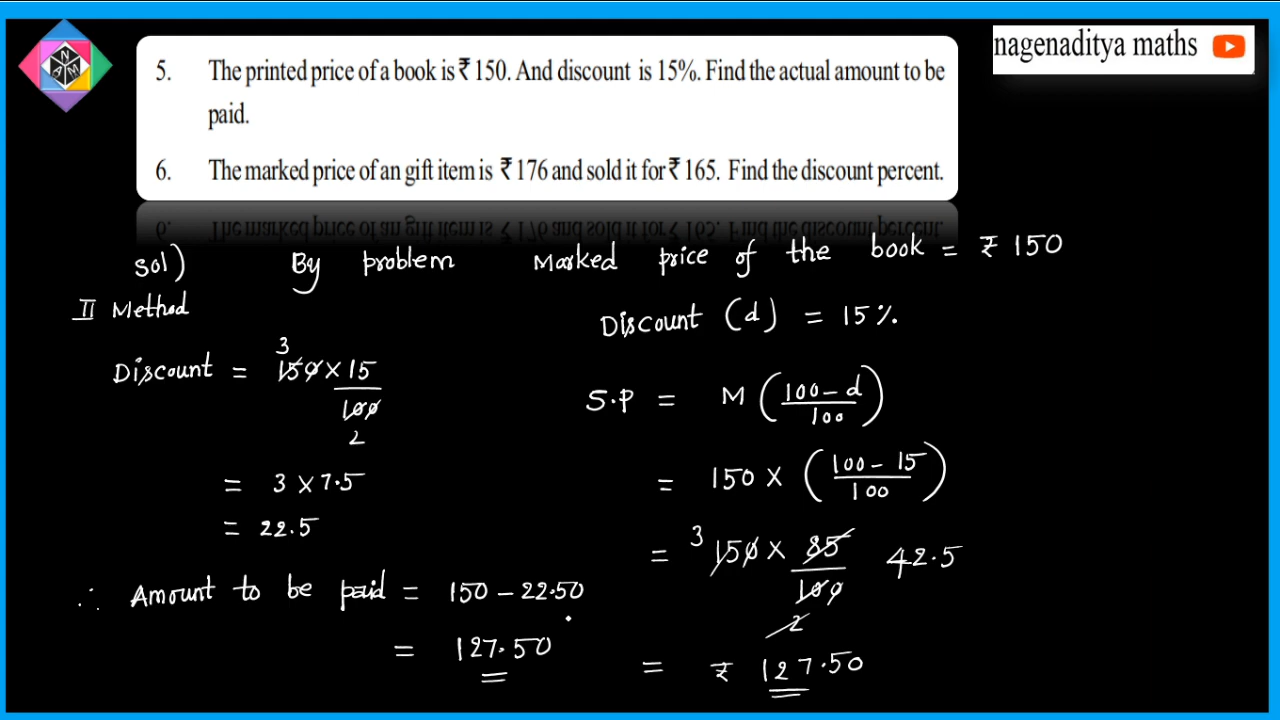 N
A M
nagenaditya maths
5. The printed price of a book is ₹ 150. And discount is 15%. Find the actual amount to be
paid.
6. The marked price of an gift item is ₹ 176 and sold it for ₹ 165. Find the discount percent.
Sol) By problem Marked price of the book = ₹ 150
II Method
Discount = 150 × 15
100
3
2
= 3 × 7.5
= 22.5
∴ Amount to be paid = 150 – 22.50
= 127.50
Discount (d) = 15%
S.P = M (100 – d / 100)
= 150 × (100 – 15 / 100)
= 3 150 × 85 / 100 42.5
2
= ₹ 127.50